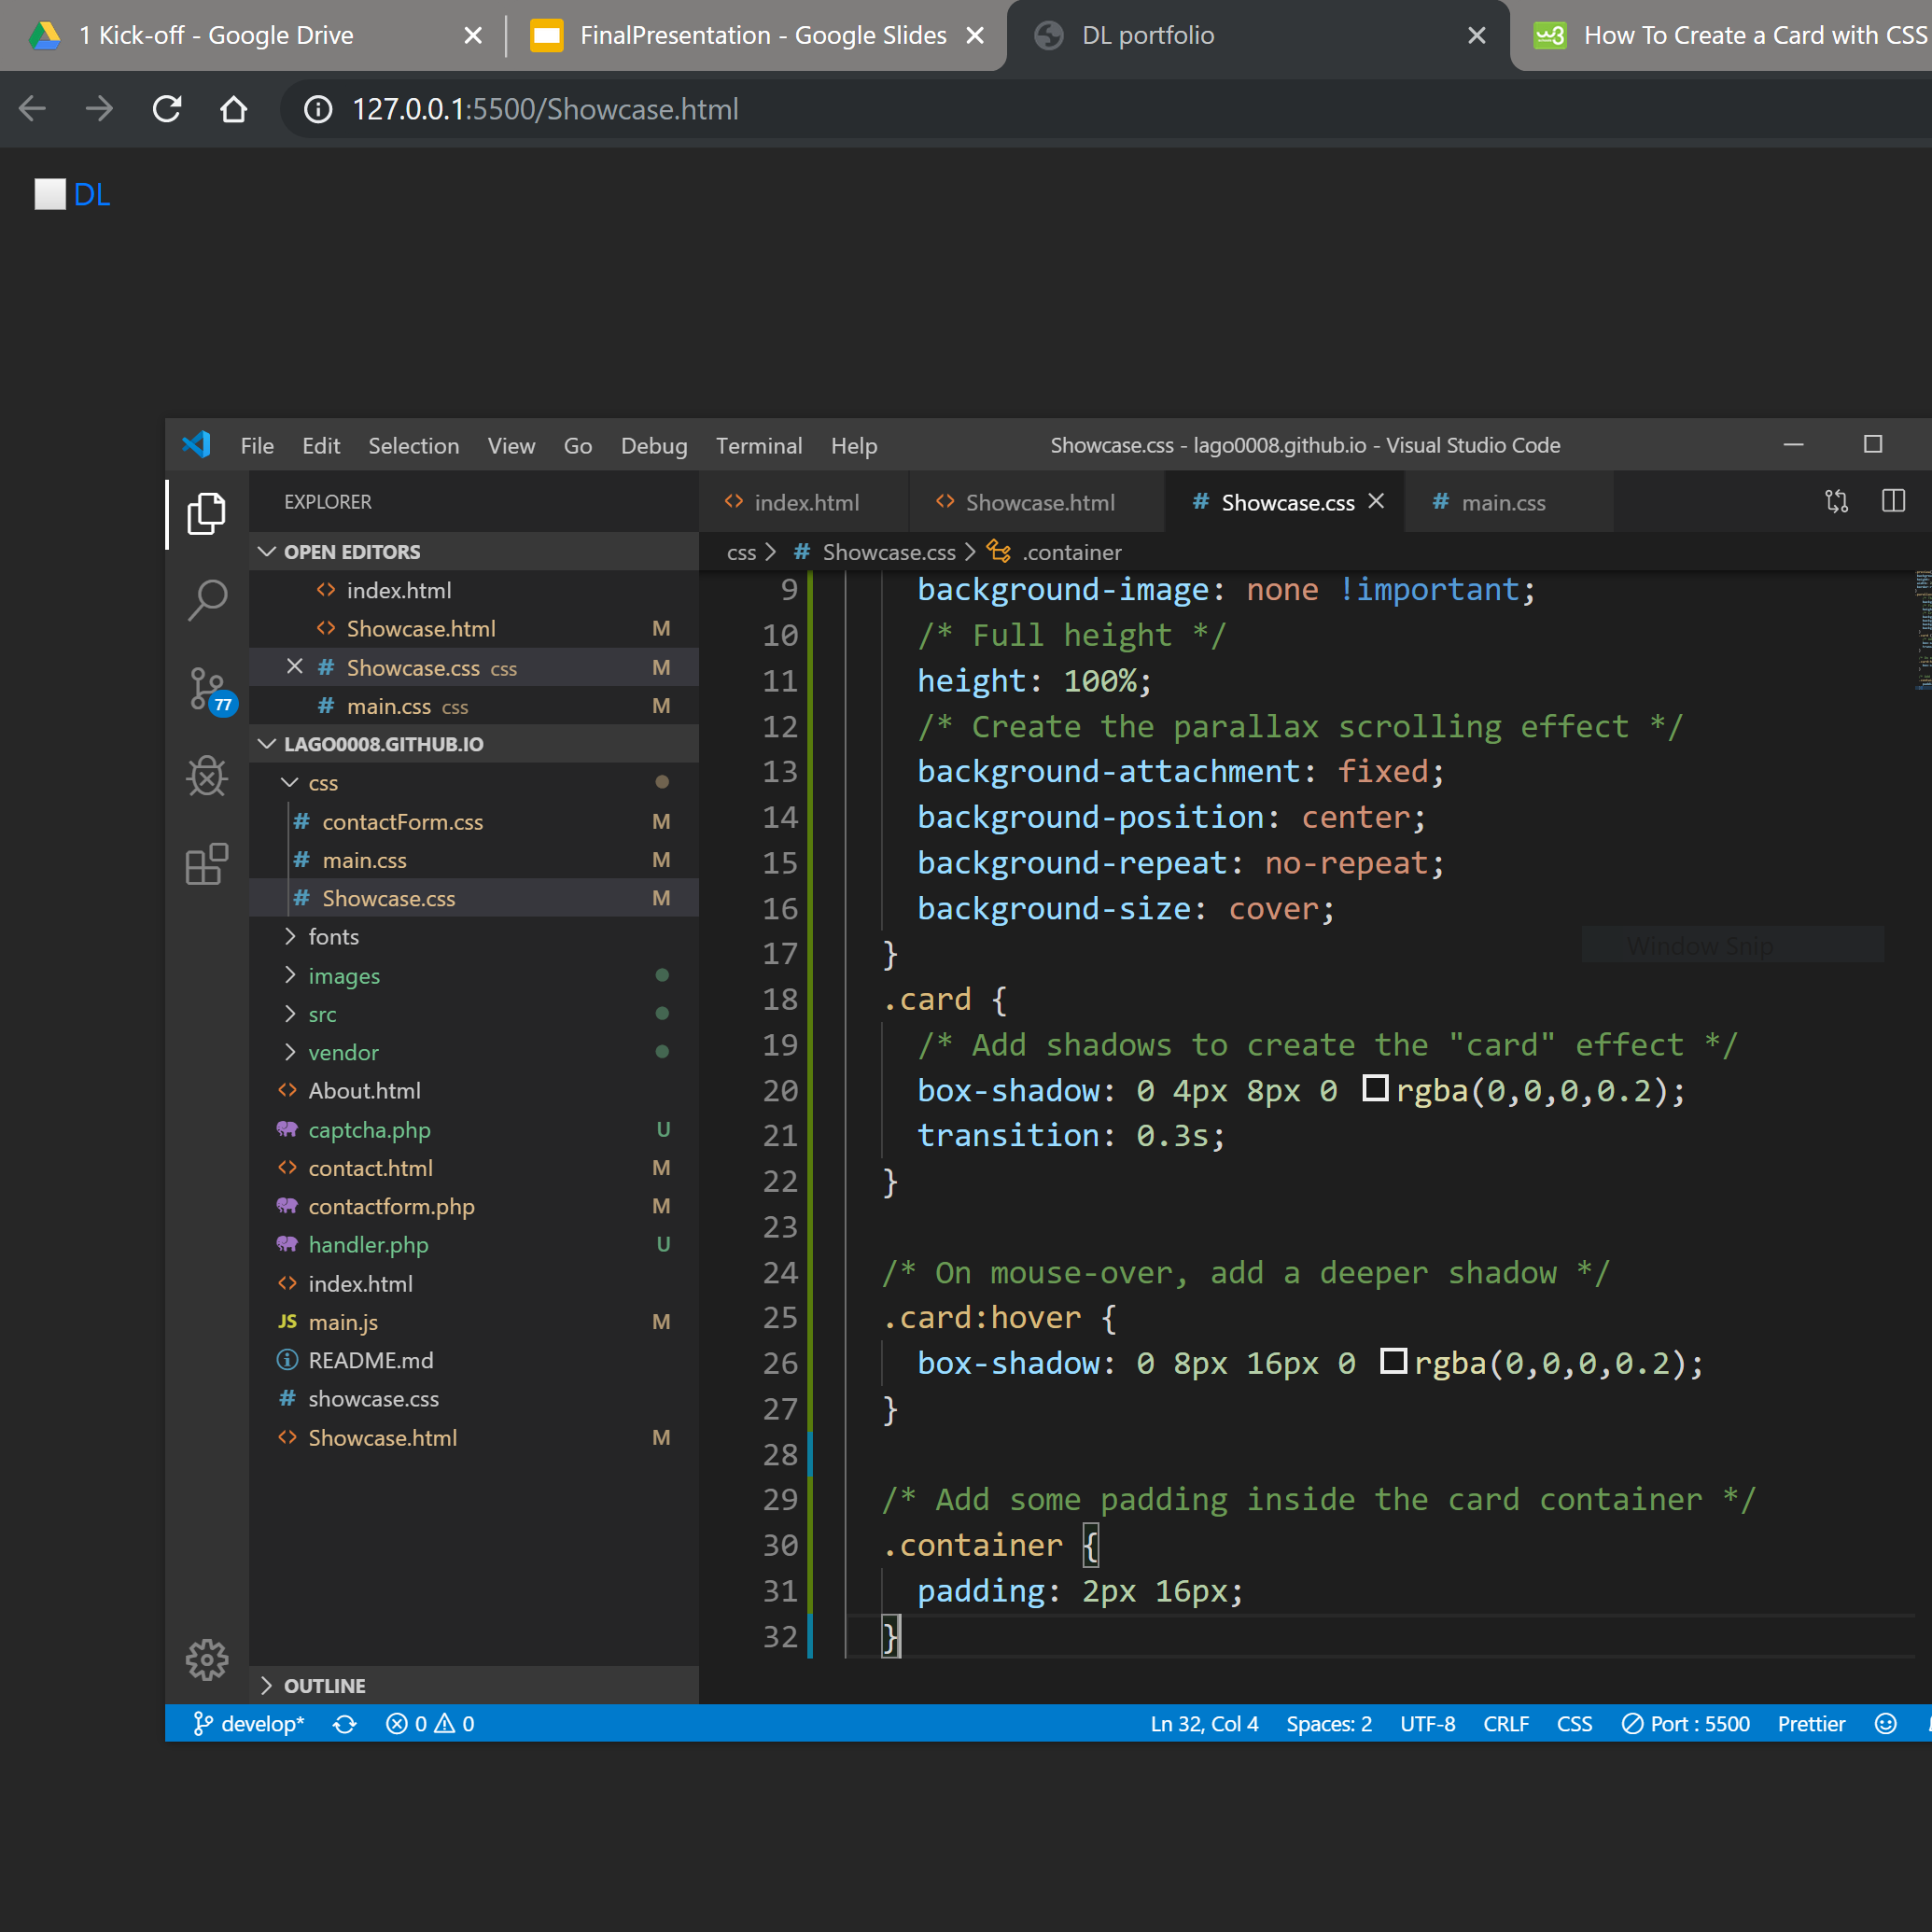 1 Kick-off - Google Drive
FinalPresentation - Google Slides
DL portfolio
How To Create a Card with CSS
127.0.0.1:5500/Showcase.html
DL
File Edit Selection View Go Debug Terminal Help
Showcase.css - lago0008.github.io - Visual Studio Code
EXPLORER
OPEN EDITORS
index.html
Showcase.html M
Showcase.css css M
main.css css M
LAGO0008.GITHUB.IO
css
contactForm.css M
main.css M
Showcase.css M
fonts
images
src
vendor
About.html
captcha.php U
contact.html M
contactform.php M
handler.php U
index.html
JS main.js M
README.md
showcase.css
Showcase.html M
OUTLINE
77
index.html Showcase.html Showcase.css main.css
css > # Showcase.css > .container
9 background-image: none !important;
10 /* Full height */
11 height: 100%;
12 /* Create the parallax scrolling effect */
13 background-attachment: fixed;
14 background-position: center;
15 background-repeat: no-repeat;
16 background-size: cover;
17 }
18 .card {
19 /* Add shadows to create the "card" effect */
20 box-shadow: 0 4px 8px 0 rgba(0,0,0,0.2);
21 transition: 0.3s;
22 }
23
24 /* On mouse-over, add a deeper shadow */
25 .card:hover {
26 box-shadow: 0 8px 16px 0 rgba(0,0,0,0.2);
27 }
28
29 /* Add some padding inside the card container */
30 .container {
31 padding: 2px 16px;
32 }
Window Snip
develop* 0 0 Ln 32, Col 4 Spaces: 2 UTF-8 CRLF CSS Port : 5500 Prettier